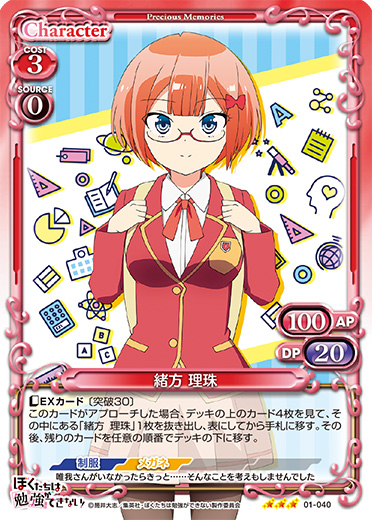 Precious Memories
Character
COST
3
SOURCE
0
100 AP
DP 20
緒方 理珠
EXカード〔突破30〕
このカードがアプローチした場合、デッキの上のカード4枚を見て、そ
の中にある「緒方 理珠」1枚を抜き出し、表にしてから手札に移す。その
後、残りのカードを任意の順番でデッキの下に移す。
制服 メガネ
唯我さんがいなかったらきっと……そんなことを考えもしませんでした
ぼくたちは
勉強ができない
©筒井大志／集英社・ぼくたちは勉強ができない製作委員会
01-040